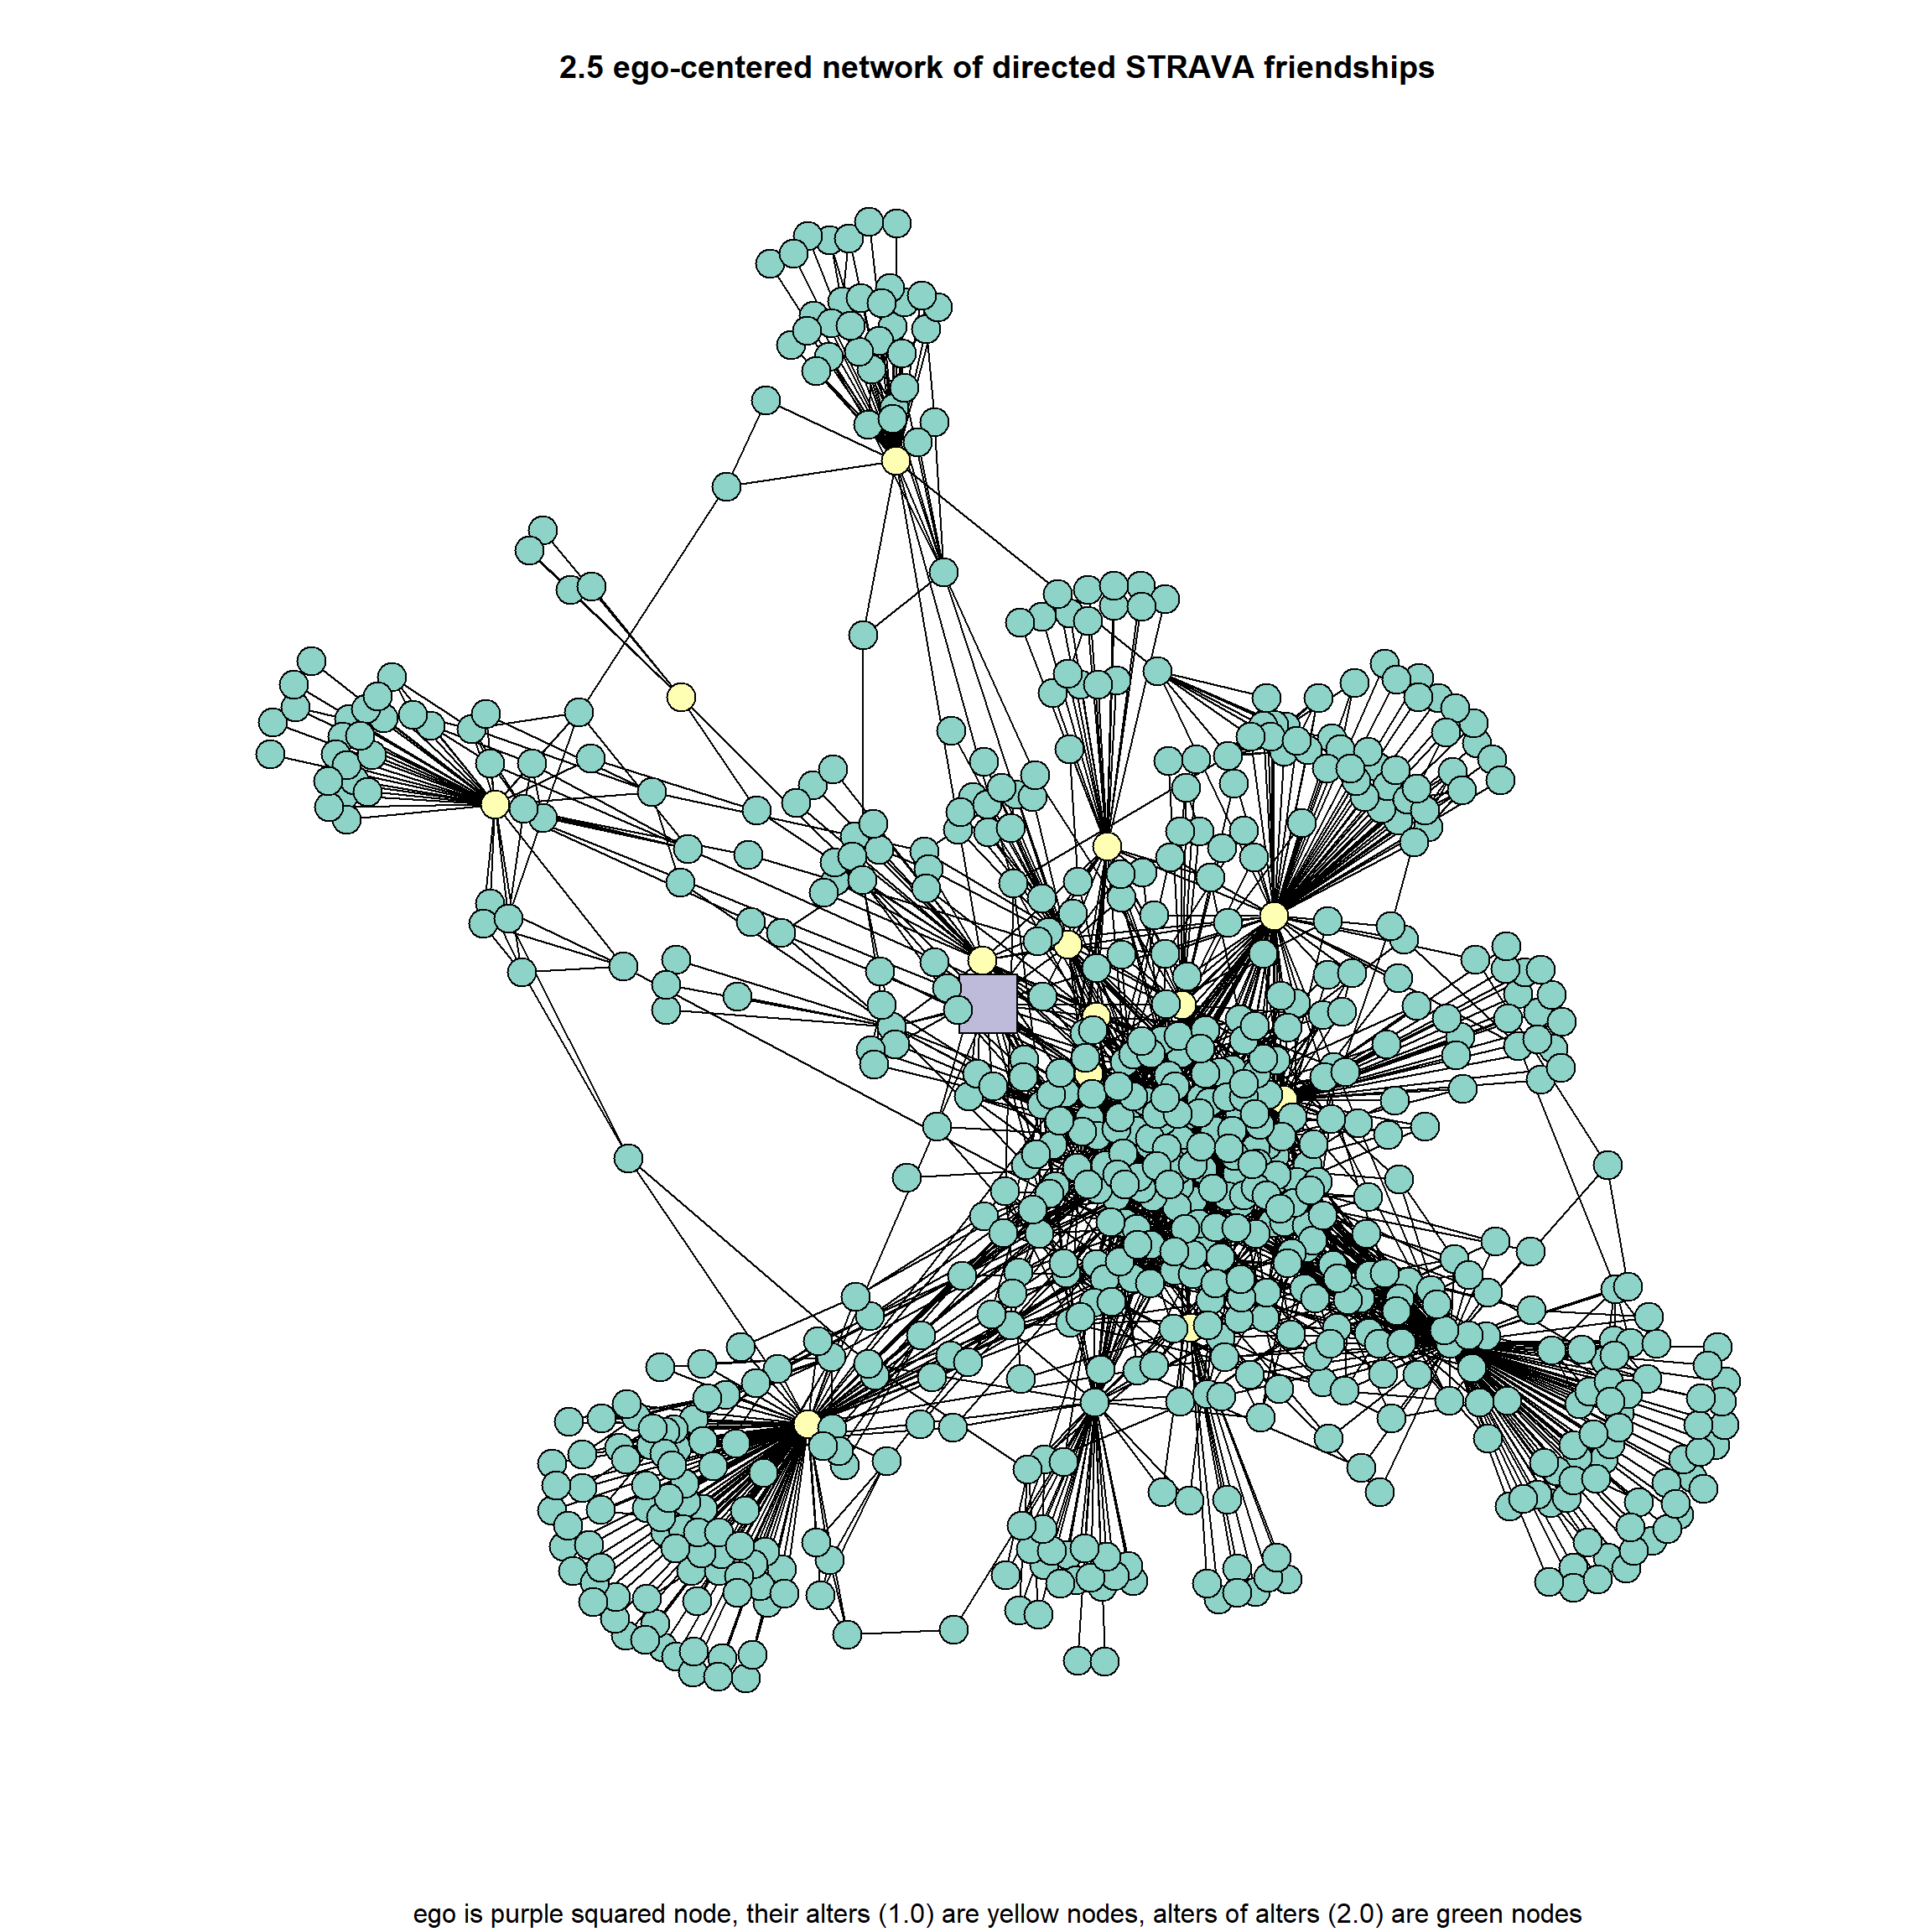 2.5 ego-centered network of directed STRAVA friendships
ego is purple squared node, their alters (1.0) are yellow nodes, alters of alters (2.0) are green nodes